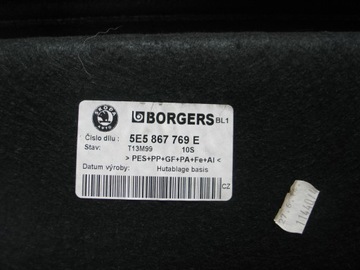 ŠKODA
AUTO
BORGERS BL1
Číslo dílu : 5E5 867 769 E
Stav: T13M99 10S
> PES+PP+GF+PA+Fe+Al <
Datum výroby: Hutablage basis
CZ